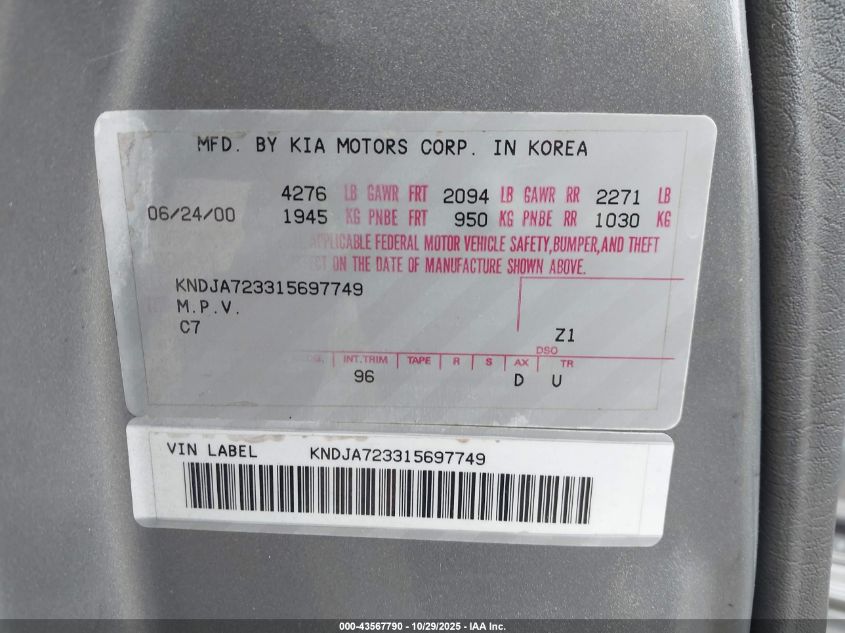 MFD. BY KIA MOTORS CORP. IN KOREA
4276 LB GAWR FRT 2094 LB GAWR RR 2271 LB
06/24/00 1945 KG PNBE FRT 950 KG PNBE RR 1030 KG
APPLICABLE FEDERAL MOTOR VEHICLE SAFETY,BUMPER,AND THEFT
ON THE DATE OF MANUFACTURE SHOWN ABOVE.
KNDJA723315697749
M.P.V.
C7
Z1
DSO
INT.TRIM TAPE R S AX TR
96 D U
VIN LABEL KNDJA723315697749
000-43567790 - 10/29/2025 - IAA Inc.